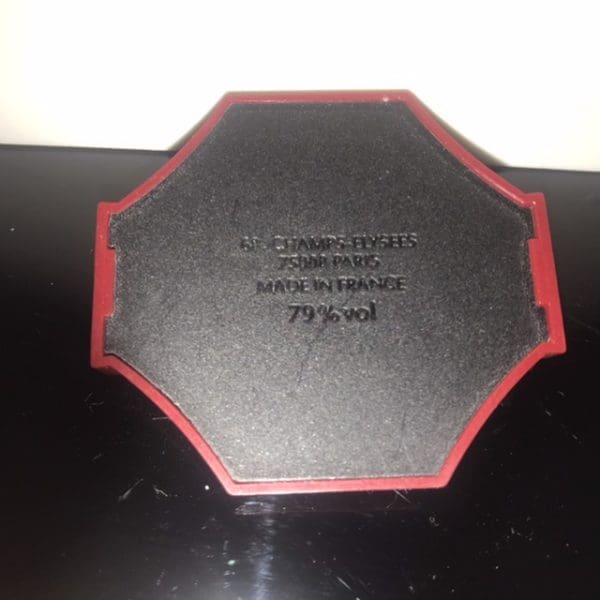 CHAMPS-ELYSEES
75008 PARIS
MADE IN FRANCE
79% vol